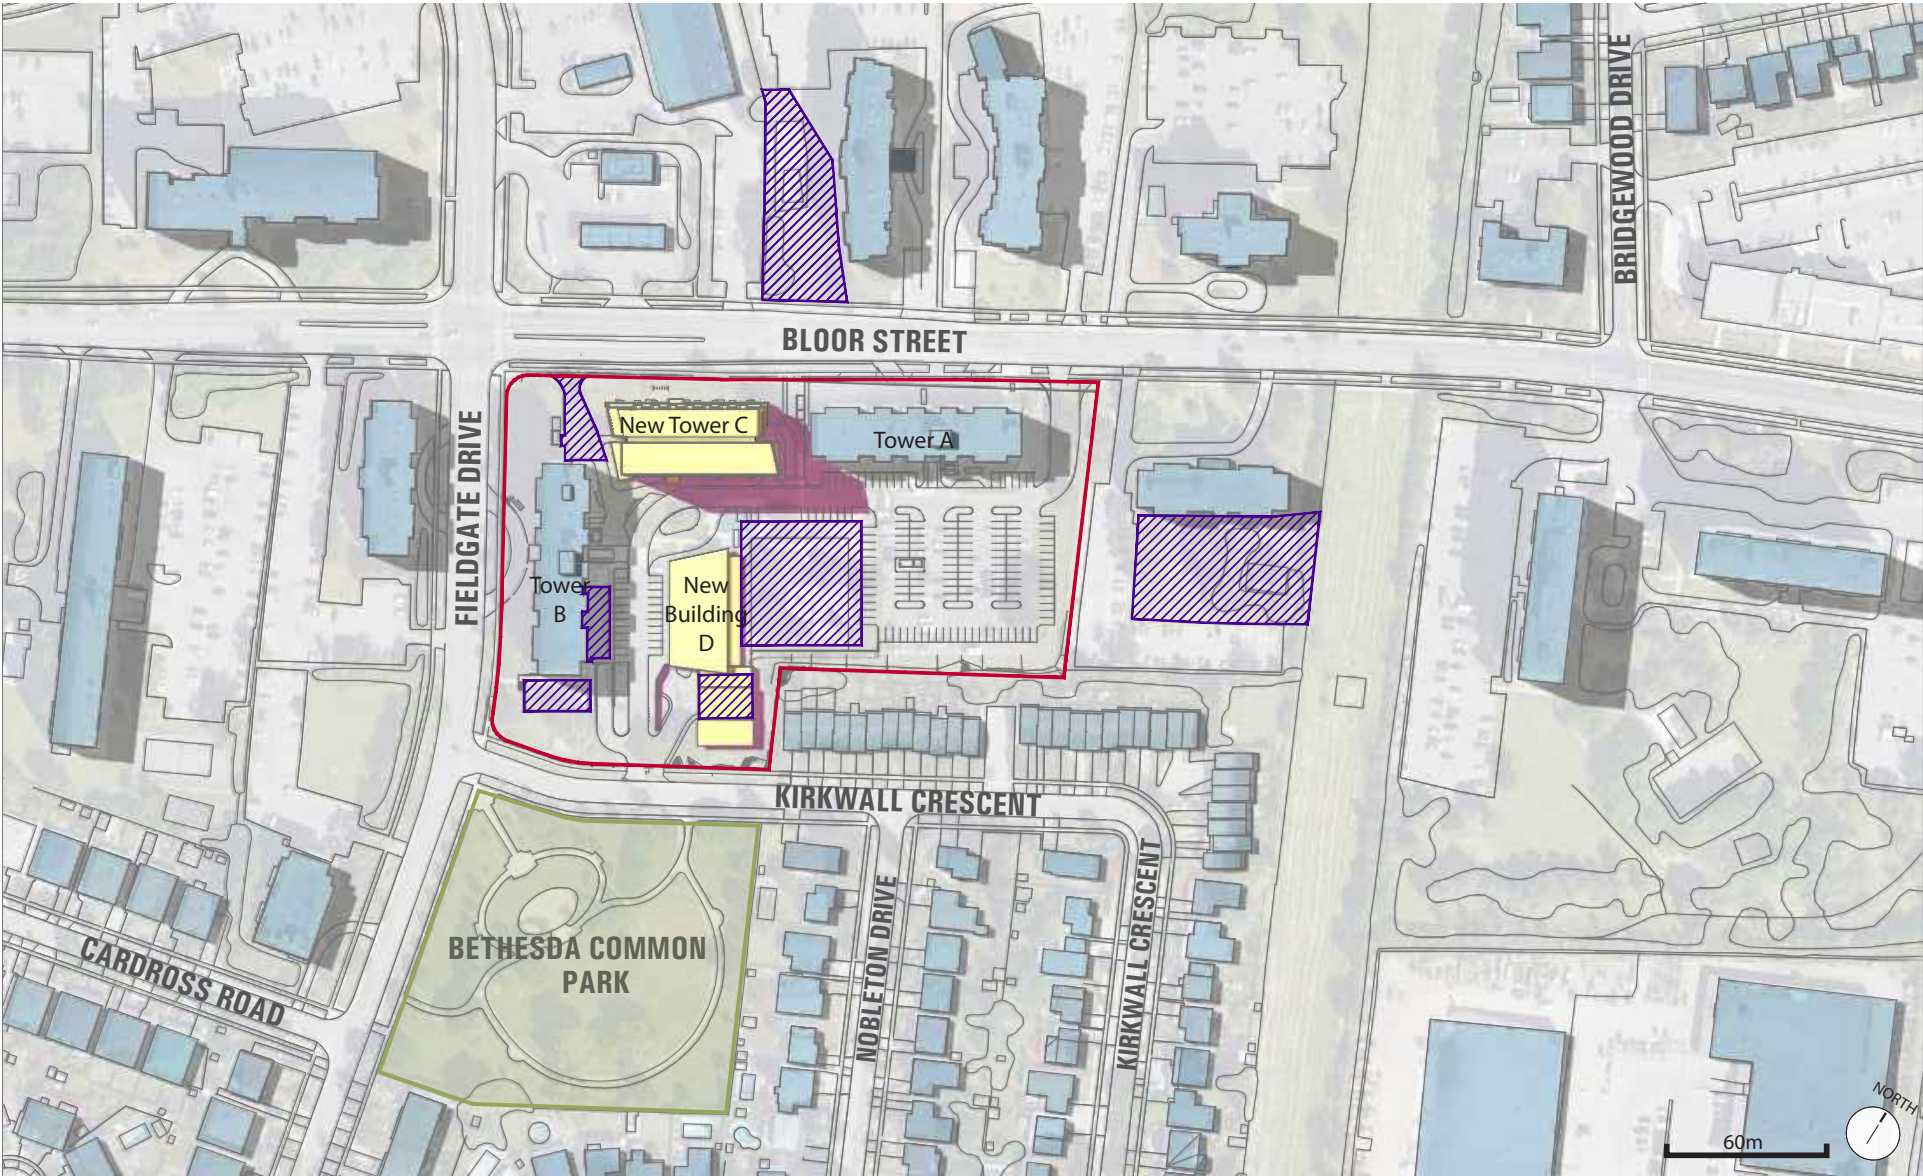 BRIDGEWOOD DRIVE
BLOOR STREET
FIELDGATE DRIVE
New Tower C
Tower A
Tower
B
New
Building
D
KIRKWALL CRESCENT
NOBLETON DRIVE
KIRKWALL CRESCENT
BETHESDA COMMON
PARK
CARDROSS ROAD
NORTH
60m